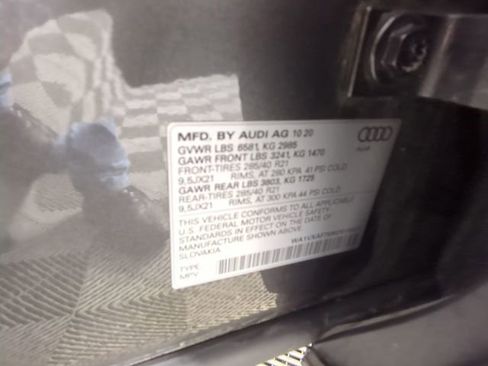 MFD. BY AUDI AG 10 20
GVWR LBS 6581, KG 2985
GAWR FRONT LBS 3241, KG 1470
FRONT-TIRES 285/40 R21
9.5JX21 RIMS, AT 280 KPA 41 PSI COLD
GAWR REAR LBS 3803, KG 1725
REAR-TIRES 285/40 R21
9.5JX21 RIMS, AT 300 KPA 44 PSI COLD
THIS VEHICLE CONFORMS TO ALL APPLICABLE
U.S. FEDERAL MOTOR VEHICLE SAFETY
STANDARDS IN EFFECT ON THE DATE OF
MANUFACTURE SHOWN ABOVE.
SLOVAKIA
TYPE:
MPV
Audi